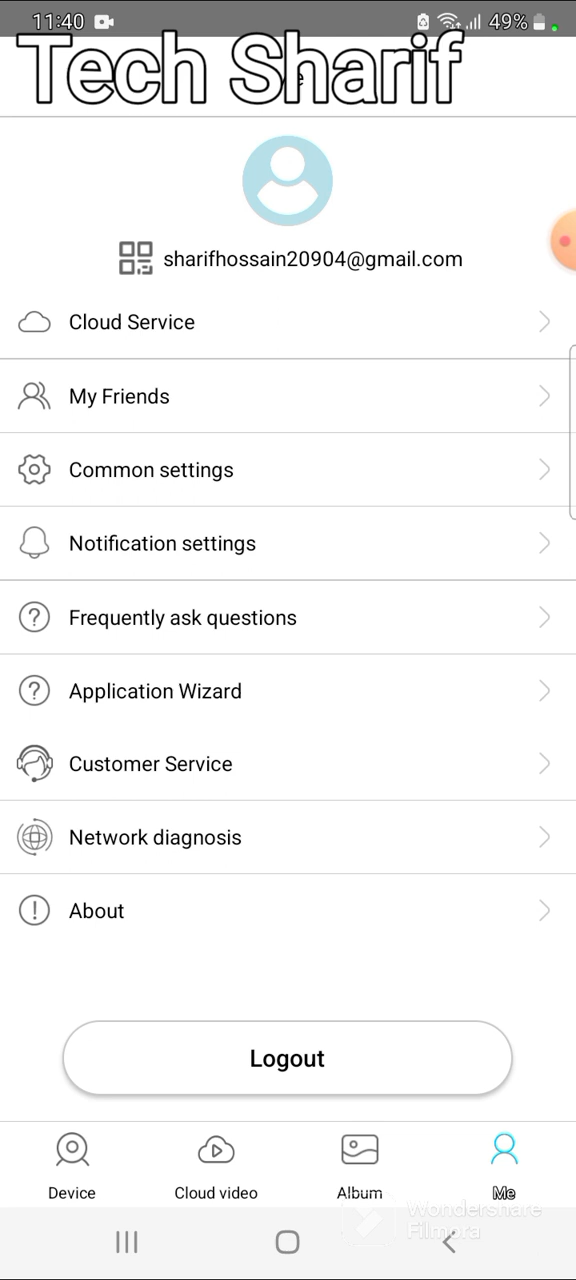 11:40 49%
Tech Sharif
sharifhossain20904@gmail.com
Cloud Service
My Friends
Common settings
Notification settings
Frequently ask questions
Application Wizard
Customer Service
Network diagnosis
About
Logout
Device Cloud video Album Me
Wondershare
Filmora